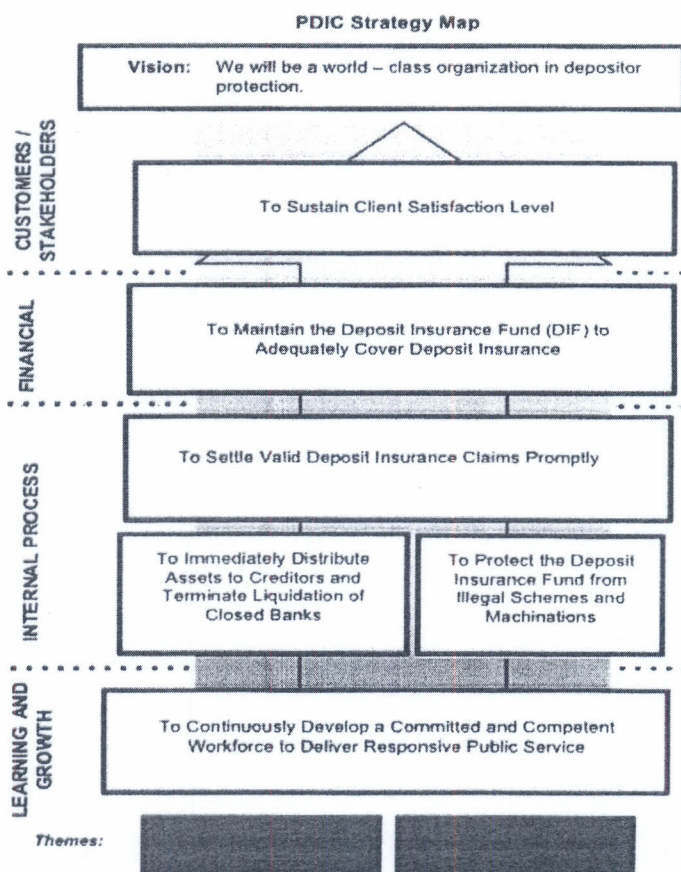 PDIC Strategy Map
Vision: We will be a world – class organization in depositor
protection.
CUSTOMERS /
STAKEHOLDERS
To Sustain Client Satisfaction Level
FINANCIAL
To Maintain the Deposit Insurance Fund (DIF) to
Adequately Cover Deposit Insurance
INTERNAL PROCESS
To Settle Valid Deposit Insurance Claims Promptly
To Immediately Distribute
Assets to Creditors and
Terminate Liquidation of
Closed Banks
To Protect the Deposit
Insurance Fund from
Illegal Schemes and
Machinations
LEARNING AND
GROWTH
To Continuously Develop a Committed and Competent
Workforce to Deliver Responsive Public Service
Themes: